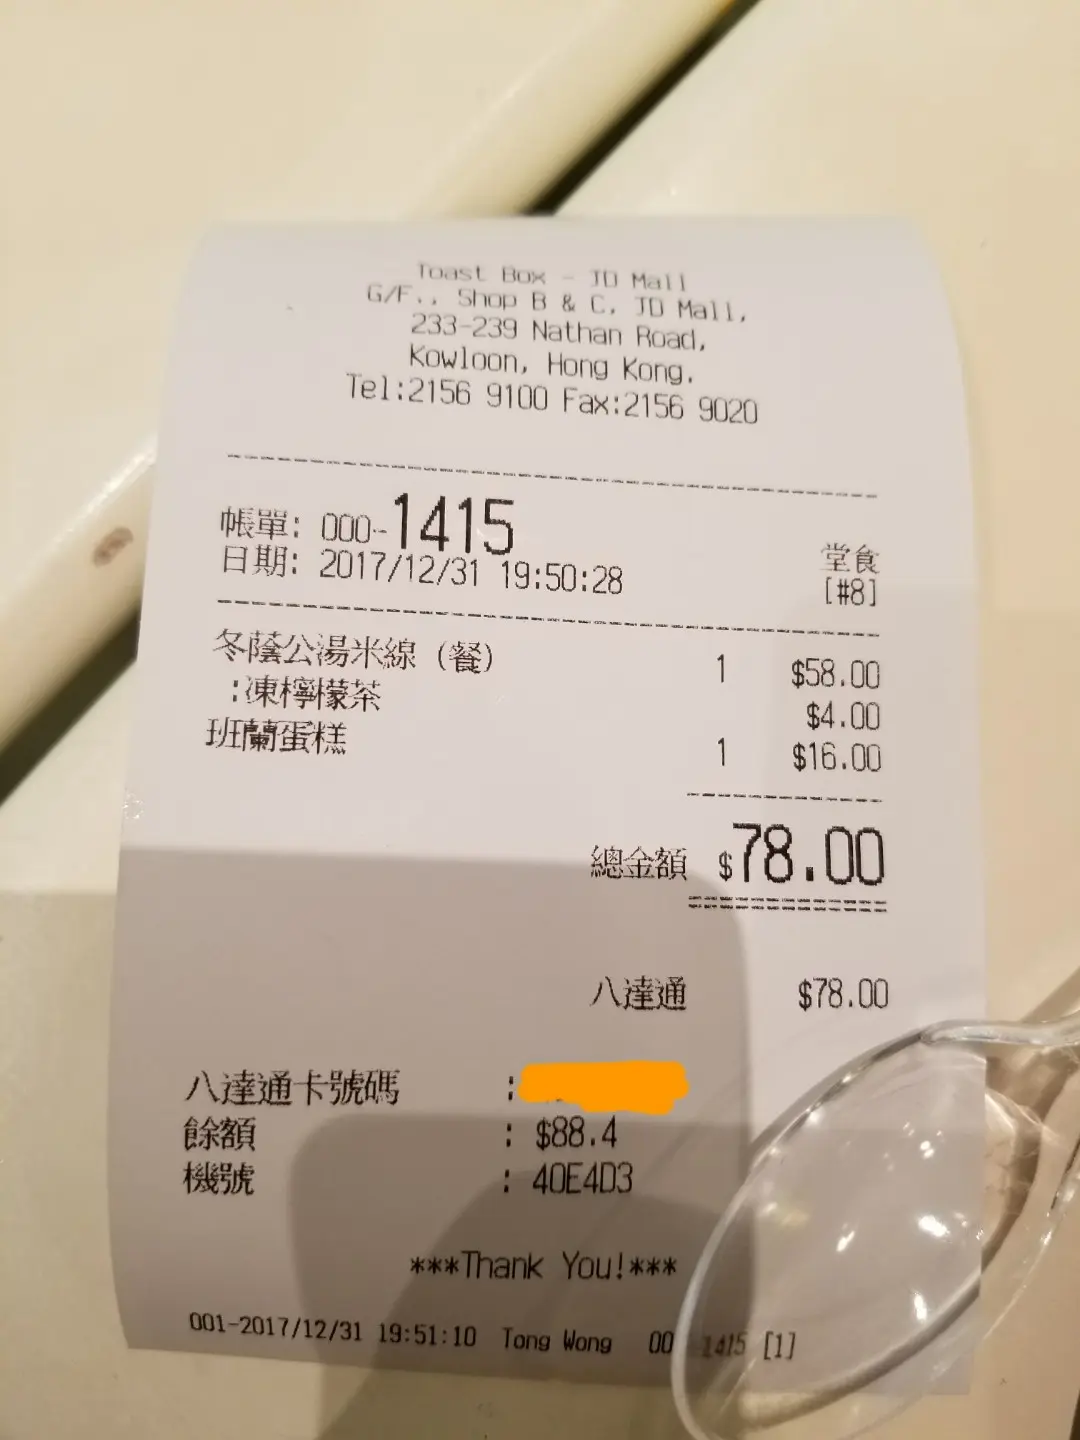 Toast Box - JD Mall
G/F., Shop B & C, JD Mall,
233-239 Nathan Road,
Kowloon, Hong Kong.
Tel:2156 9100 Fax:2156 9020
帳單: 000-1415 堂食
日期: 2017/12/31 19:50:28 [#8]
冬蔭公湯米線 (餐) 1 $58.00
:凍檸檬茶 $4.00
班蘭蛋糕 1 $16.00
總金額 $78.00
八達通 $78.00
八達通卡號碼 :
餘額 : $88.4
機號 : 40E4D3
***Thank You!***
001-2017/12/31 19:51:10 Tong Wong 00 1415 [1]